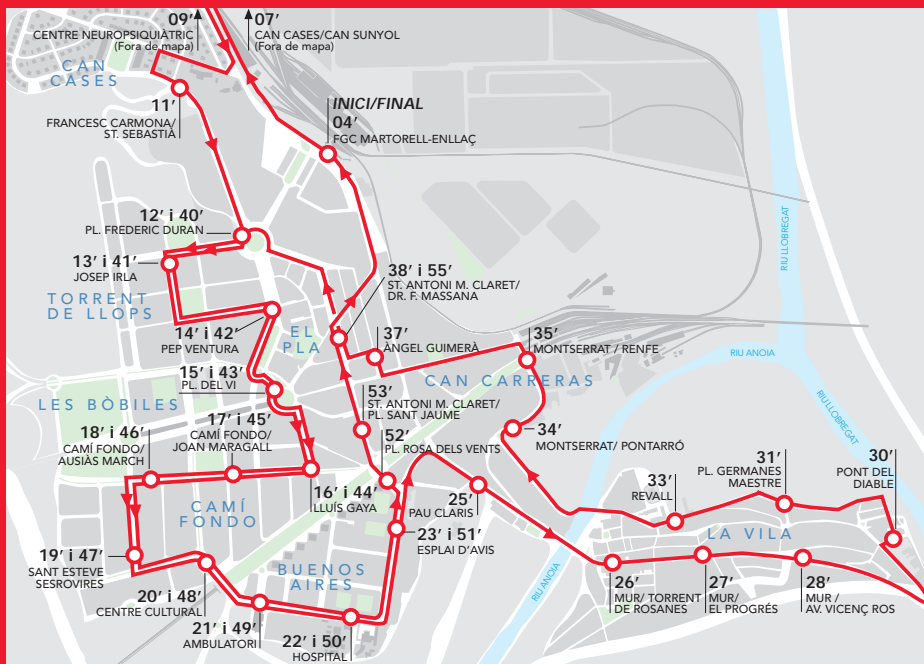 09'
CENTRE NEUROPSIQUIÀTRIC
(Fora de mapa)
07'
CAN CASES/CAN SUNYOL
(Fora de mapa)
CAN
CASES
11'
FRANCESC CARMONA/
ST. SEBASTIÀ
INICI/FINAL
04'
FGC MARTORELL-ENLLAÇ
RIU LLOBREGAT
12' i 40'
PL. FREDERIC DURAN
13' i 41'
JOSEP IRLA
TORRENT
DE LLOPS
38' i 55'
ST. ANTONI M. CLARET/
DR. F. MASSANA
14' i 42'
PEP VENTURA
EL
PLA
37'
ÀNGEL GUIMERÀ
35'
MONTSERRAT / RENFE
RIU ANOIA
CAN CARRERAS
15' i 43'
PL. DEL VI
LES BÒBILES
53'
ST. ANTONI M. CLARET/
PL. SANT JAUME
RIU LLOBREGAT
17' i 45'
CAMÍ FONDO/
JOAN MARAGALL
18' i 46'
CAMÍ FONDO/
AUSIÀS MARCH
52'
PL. ROSA DELS VENTS
34'
MONTSERRAT/ PONTARRÓ
30'
PONT DEL
DIABLE
31'
PL. GERMANES
MAESTRE
33'
REVALL
16' i 44'
LLUÍS GAYA
25'
PAU CLARIS
CAMÍ
FONDO
23' i 51'
ESPLAI D'AVIS
LA VILA
19' i 47'
SANT ESTEVE
SESROVIRES
BUENOS
AIRES
RIU ANOIA
26'
MUR/ TORRENT
DE ROSANES
27'
MUR/
EL PROGRÉS
28'
MUR /
AV. VICENÇ ROS
20' i 48'
CENTRE CULTURAL
21' i 49'
AMBULATORI
22' i 50'
HOSPITAL